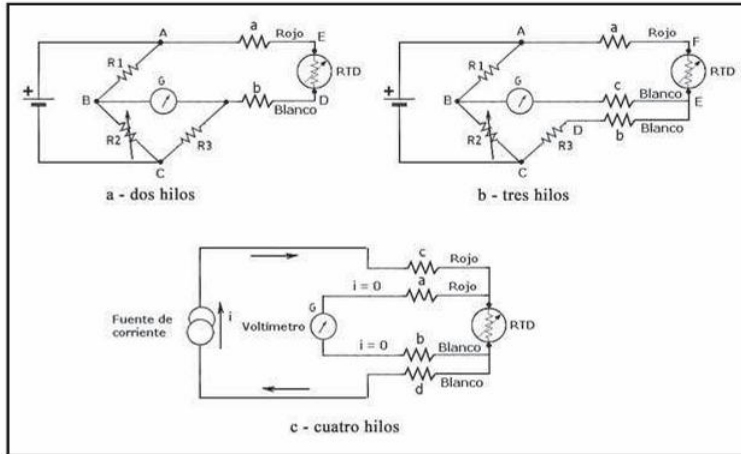 A
a
Rojo
E
R1
RTD
+
B
G
b
D
Blanco
R2
R3
C
a - dos hilos
A
a
Rojo
F
R1
RTD
+
B
G
c
Blanco
E
D
b
Blanco
R2
R3
C
b - tres hilos
c
Rojo
i = 0
a
Rojo
Fuente de
corriente
i
Voltímetro
G
RTD
i = 0
b
Blanco
d
Blanco
c - cuatro hilos